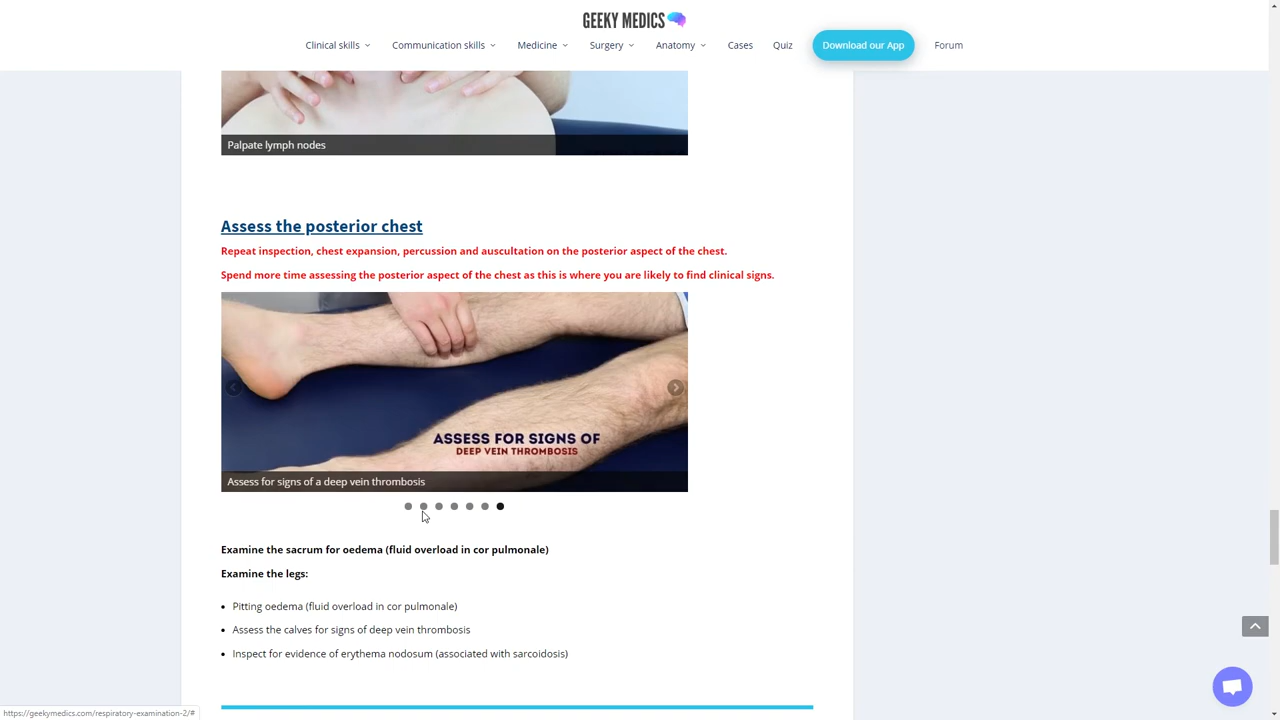 GEEKY MEDICS
Clinical skills
Communication skills
Medicine
Surgery
Anatomy
Cases
Quiz
Download our App
Forum
Palpate lymph nodes
Assess the posterior chest
Repeat inspection, chest expansion, percussion and auscultation on the posterior aspect of the chest.
Spend more time assessing the posterior aspect of the chest as this is where you are likely to find clinical signs.
ASSESS FOR SIGNS OF
DEEP VEIN THROMBOSIS
Assess for signs of a deep vein thrombosis
Examine the sacrum for oedema (fluid overload in cor pulmonale)
Examine the legs:
• Pitting oedema (fluid overload in cor pulmonale)
• Assess the calves for signs of deep vein thrombosis
• Inspect for evidence of erythema nodosum (associated with sarcoidosis)
https://geekymedics.com/respiratory-examination-2/#